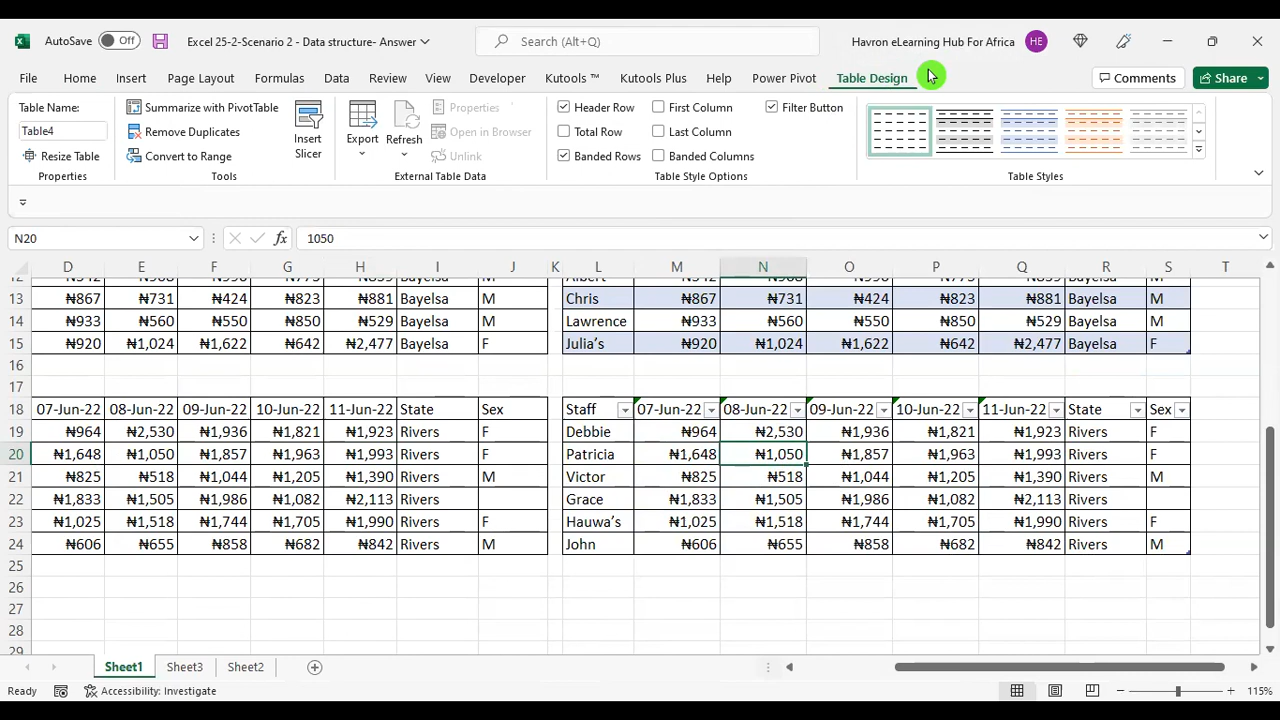 AutoSave Off Excel 25-2-Scenario 2 - Data structure- Answer Search (Alt+Q) Havron eLearning Hub For Africa HE
File Home Insert Page Layout Formulas Data Review View Developer Kutools ™ Kutools Plus Help Power Pivot Table Design Comments Share
Table Name:
Table4
Resize Table
Properties
Summarize with PivotTable
Remove Duplicates
Convert to Range
Tools
Insert
Slicer
Export
Refresh
Properties
Open in Browser
Unlink
External Table Data
Header Row First Column Filter Button
Total Row Last Column
Banded Rows Banded Columns
Table Style Options
Table Styles
N20 fx 1050
D E F G H I J K L M N O P Q R S T
13 ₦867 ₦731 ₦424 ₦823 ₦881 Bayelsa M Chris ₦867 ₦731 ₦424 ₦823 ₦881 Bayelsa M
14 ₦933 ₦560 ₦550 ₦850 ₦529 Bayelsa M Lawrence ₦933 ₦560 ₦550 ₦850 ₦529 Bayelsa M
15 ₦920 ₦1,024 ₦1,622 ₦642 ₦2,477 Bayelsa F Julia’s ₦920 ₦1,024 ₦1,622 ₦642 ₦2,477 Bayelsa F
16
17
18 07-Jun-22 08-Jun-22 09-Jun-22 10-Jun-22 11-Jun-22 State Sex Staff 07-Jun-22 08-Jun-22 09-Jun-22 10-Jun-22 11-Jun-22 State Sex
19 ₦964 ₦2,530 ₦1,936 ₦1,821 ₦1,923 Rivers F Debbie ₦964 ₦2,530 ₦1,936 ₦1,821 ₦1,923 Rivers F
20 ₦1,648 ₦1,050 ₦1,857 ₦1,963 ₦1,993 Rivers F Patricia ₦1,648 ₦1,050 ₦1,857 ₦1,963 ₦1,993 Rivers F
21 ₦825 ₦518 ₦1,044 ₦1,205 ₦1,390 Rivers M Victor ₦825 ₦518 ₦1,044 ₦1,205 ₦1,390 Rivers M
22 ₦1,833 ₦1,505 ₦1,986 ₦1,082 ₦2,113 Rivers Grace ₦1,833 ₦1,505 ₦1,986 ₦1,082 ₦2,113 Rivers
23 ₦1,025 ₦1,518 ₦1,744 ₦1,705 ₦1,990 Rivers F Hauwa’s ₦1,025 ₦1,518 ₦1,744 ₦1,705 ₦1,990 Rivers F
24 ₦606 ₦655 ₦858 ₦682 ₦842 Rivers M John ₦606 ₦655 ₦858 ₦682 ₦842 Rivers M
25
26
27
28
29
Sheet1 Sheet3 Sheet2
Ready Accessibility: Investigate 115%